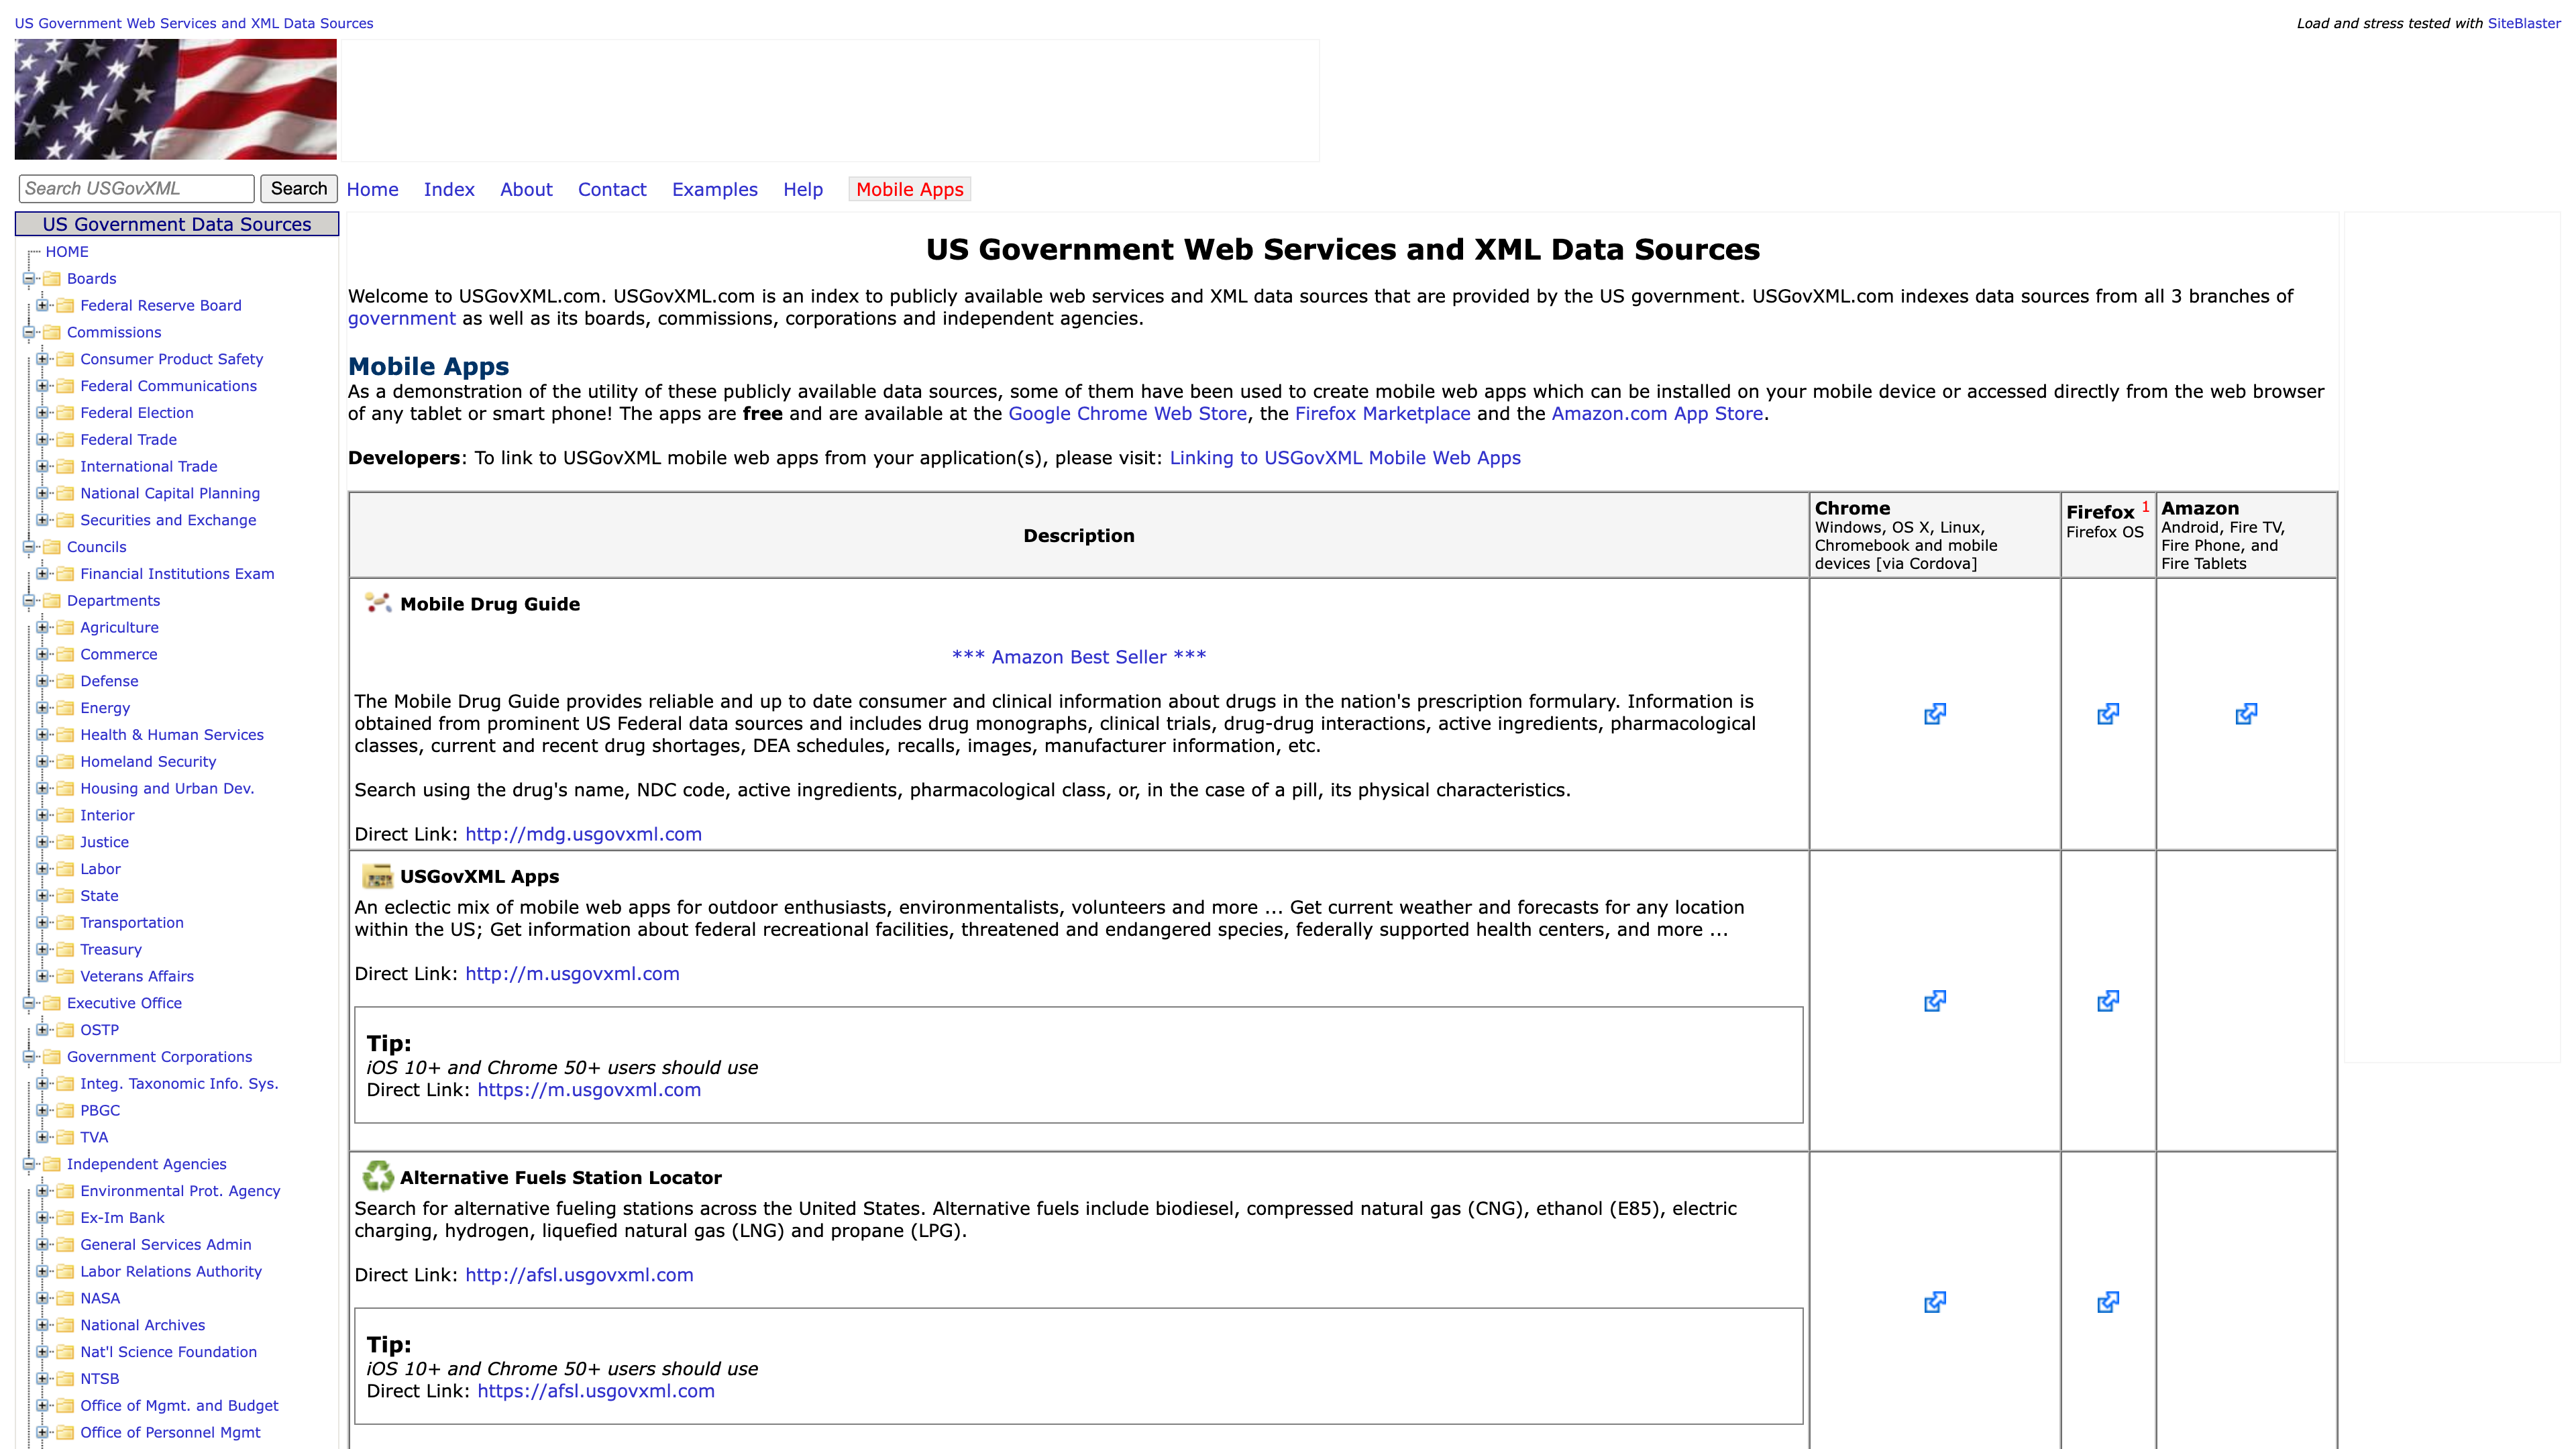 US Government Web Services and XML Data Sources
Load and stress tested with SiteBlaster
Search USGovXML
Search
Home
Index
About
Contact
Examples
Help
Mobile Apps
US Government Data Sources
HOME
Boards
Federal Reserve Board
Commissions
Consumer Product Safety
Federal Communications
Federal Election
Federal Trade
International Trade
National Capital Planning
Securities and Exchange
Councils
Financial Institutions Exam
Departments
Agriculture
Commerce
Defense
Energy
Health & Human Services
Homeland Security
Housing and Urban Dev.
Interior
Justice
Labor
State
Transportation
Treasury
Veterans Affairs
Executive Office
OSTP
Government Corporations
Integ. Taxonomic Info. Sys.
PBGC
TVA
Independent Agencies
Environmental Prot. Agency
Ex-Im Bank
General Services Admin
Labor Relations Authority
NASA
National Archives
Nat'l Science Foundation
NTSB
Office of Mgmt. and Budget
Office of Personnel Mgmt
US Government Web Services and XML Data Sources
Welcome to USGovXML.com. USGovXML.com is an index to publicly available web services and XML data sources that are provided by the US government. USGovXML.com indexes data sources from all 3 branches of
government as well as its boards, commissions, corporations and independent agencies.
Mobile Apps
As a demonstration of the utility of these publicly available data sources, some of them have been used to create mobile web apps which can be installed on your mobile device or accessed directly from the web browser
of any tablet or smart phone! The apps are free and are available at the Google Chrome Web Store, the Firefox Marketplace and the Amazon.com App Store.
Developers: To link to USGovXML mobile web apps from your application(s), please visit: Linking to USGovXML Mobile Web Apps
Description
Chrome
Windows, OS X, Linux,
Chromebook and mobile
devices [via Cordova]
Firefox 1
Firefox OS
Amazon
Android, Fire TV,
Fire Phone, and
Fire Tablets
Mobile Drug Guide
*** Amazon Best Seller ***
The Mobile Drug Guide provides reliable and up to date consumer and clinical information about drugs in the nation's prescription formulary. Information is
obtained from prominent US Federal data sources and includes drug monographs, clinical trials, drug-drug interactions, active ingredients, pharmacological
classes, current and recent drug shortages, DEA schedules, recalls, images, manufacturer information, etc.
Search using the drug's name, NDC code, active ingredients, pharmacological class, or, in the case of a pill, its physical characteristics.
Direct Link: http://mdg.usgovxml.com
USGovXML Apps
An eclectic mix of mobile web apps for outdoor enthusiasts, environmentalists, volunteers and more ... Get current weather and forecasts for any location
within the US; Get information about federal recreational facilities, threatened and endangered species, federally supported health centers, and more ...
Direct Link: http://m.usgovxml.com
Tip:
iOS 10+ and Chrome 50+ users should use
Direct Link: https://m.usgovxml.com
Alternative Fuels Station Locator
Search for alternative fueling stations across the United States. Alternative fuels include biodiesel, compressed natural gas (CNG), ethanol (E85), electric
charging, hydrogen, liquefied natural gas (LNG) and propane (LPG).
Direct Link: http://afsl.usgovxml.com
Tip:
iOS 10+ and Chrome 50+ users should use
Direct Link: https://afsl.usgovxml.com